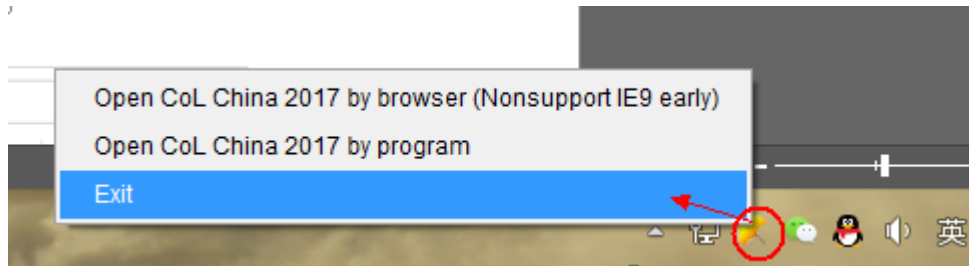 Open CoL China 2017 by browser (Nonsupport IE9 early)
Open CoL China 2017 by program
Exit
英